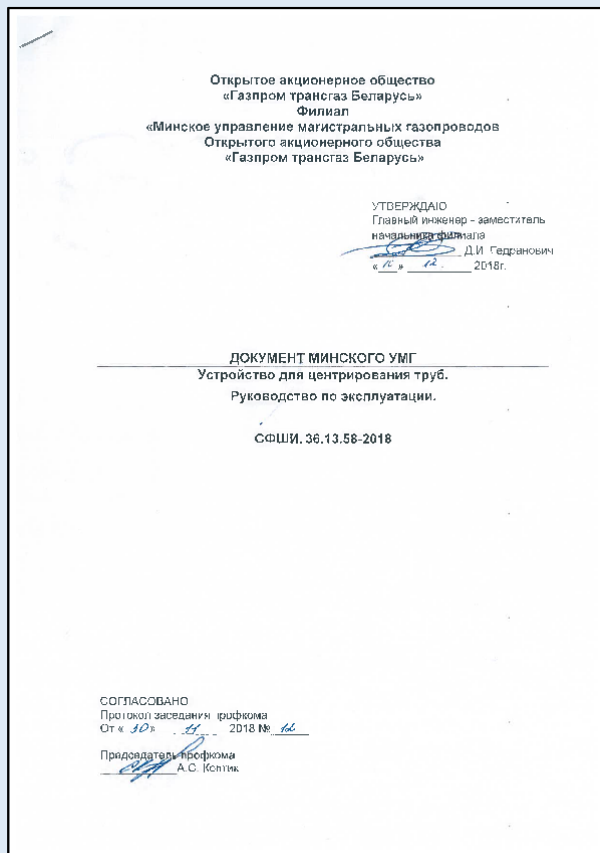 Открытое акционерное общество
«Газпром трансгаз Беларусь»
Филиал
«Минское управление магистральных газопроводов
Открытого акционерного общества
«Газпром трансгаз Беларусь»
УТВЕРЖДАЮ
Главный инженер - заместитель
начальника филиала
Д.И. Гедранович
« » 12. 2018г.
ДОКУМЕНТ МИНСКОГО УМГ
Устройство для центрирования труб.
Руководство по эксплуатации.
СФШИ. 36.13.58-2018
СОГЛАСОВАНО
Протокол заседания профкома
От « 30 » 11 2018 № 12
Председатель профкома
А.С. Коптик